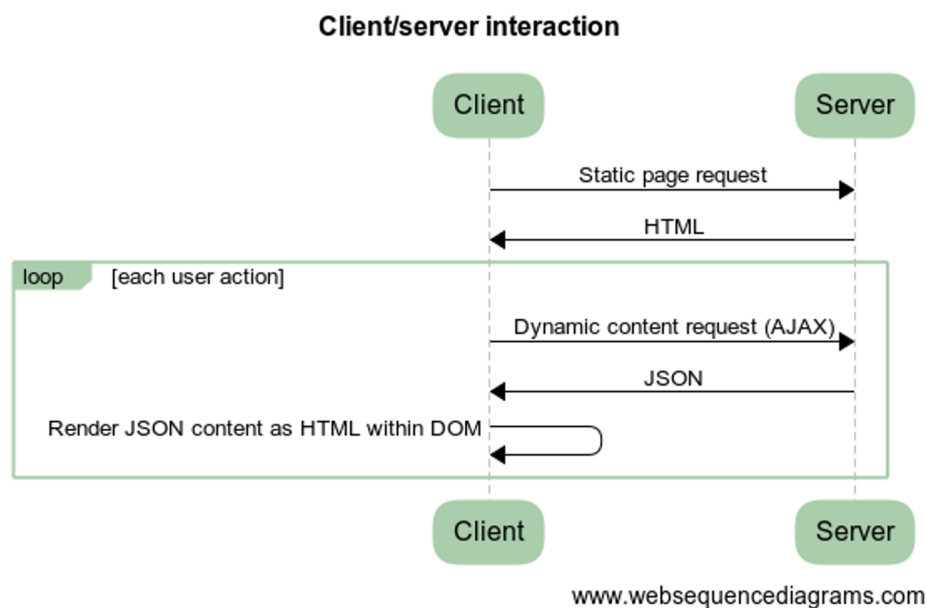 Client/server interaction
Client
Server
Static page request
HTML
loop
[each user action]
Dynamic content request (AJAX)
JSON
Render JSON content as HTML within DOM
Client
Server
www.websequencediagrams.com